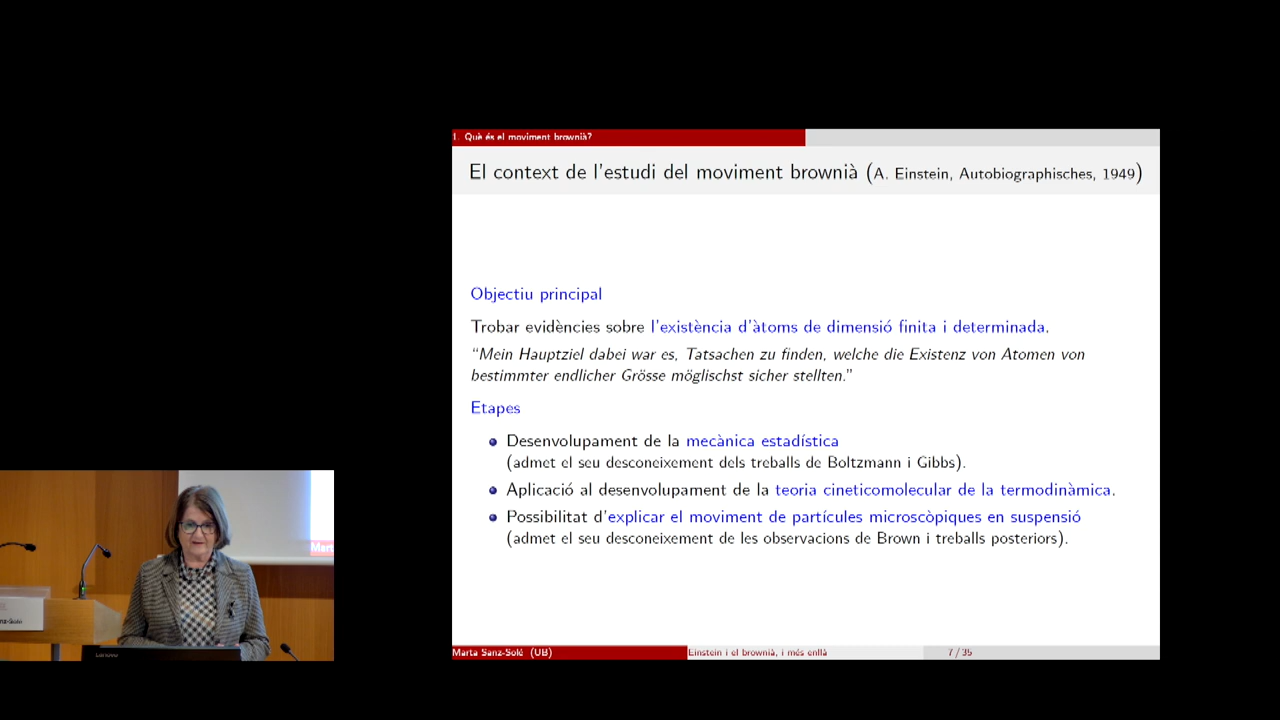 1. Què és el moviment brownià?
El context de l'estudi del moviment brownià (A. Einstein, Autobiographisches, 1949)
Objectiu principal
Trobar evidències sobre l'existència d'àtoms de dimensió finita i determinada.
“Mein Hauptziel dabei war es, Tatsachen zu finden, welche die Existenz von Atomen von
bestimmter endlicher Grösse möglischst sicher stellten.”
Etapes
Desenvolupament de la mecànica estadística
(admet el seu desconeixement dels treballs de Boltzmann i Gibbs).
Aplicació al desenvolupament de la teoria cineticomolecular de la termodinàmica.
Possibilitat d'explicar el moviment de partícules microscòpiques en suspensió
(admet el seu desconeixement de les observacions de Brown i treballs posteriors).
Marta Sanz-Solé (UB)
Einstein i el brownià, i més enllà
7 / 35
Lenovo